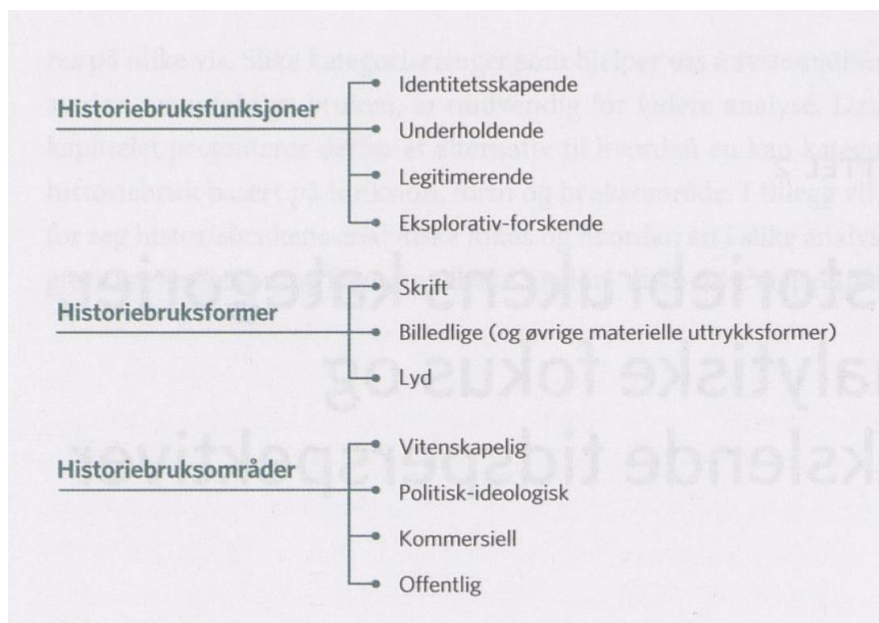 Historiebruksfunksjoner
Identitetsskapende
Underholdende
Legitimerende
Eksplorativ-forskende
Historiebruksformer
Skrift
Billedlige (og øvrige materielle uttrykksformer)
Lyd
Historiebruksområder
Vitenskapelig
Politisk-ideologisk
Kommersiell
Offentlig